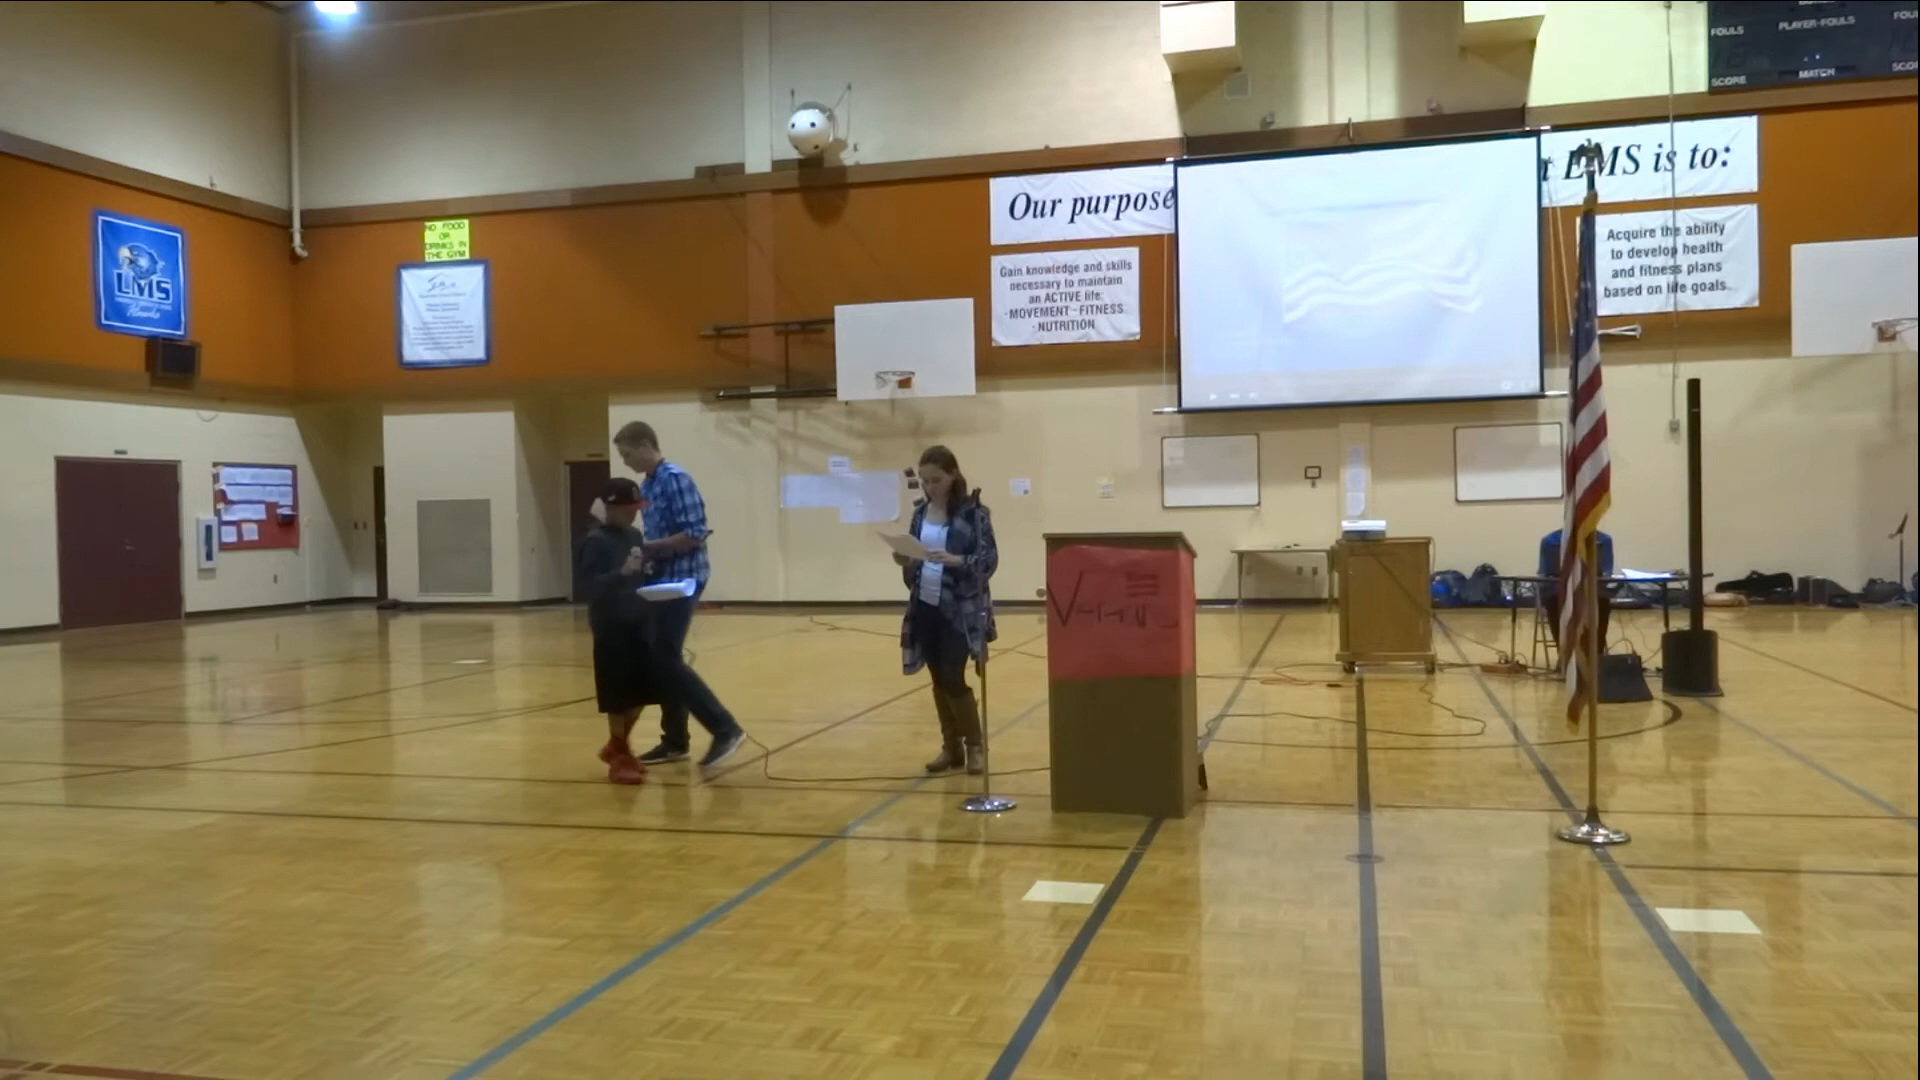 FOULS
PLAYER-FOULS
FOU
SCORE
MATCH
SCO
Our purpose
LMS is to:
NO FOOD
OR
DRINKS IN
THE GYM
LMS
Gain knowledge and skills
necessary to maintain
an ACTIVE life:
·MOVEMENT - FITNESS
· NUTRITION
Acquire the ability
to develop health
and fitness plans
based on life goals.